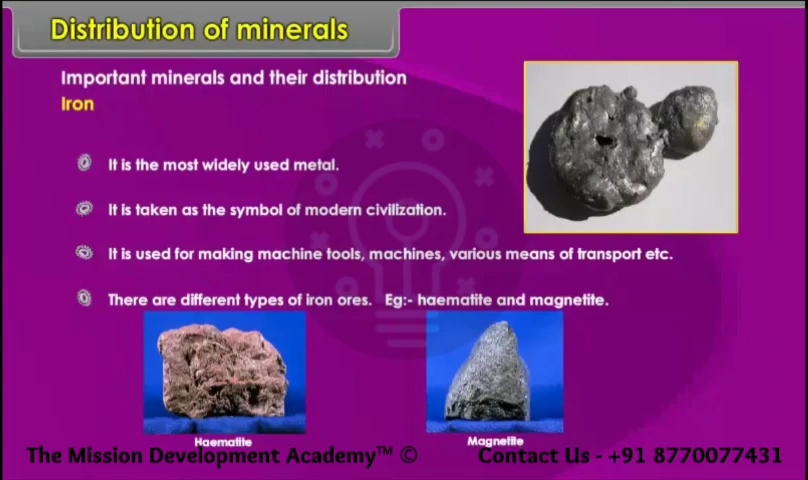 Distribution of minerals
Important minerals and their distribution
Iron
It is the most widely used metal.
It is taken as the symbol of modern civilization.
It is used for making machine tools, machines, various means of transport etc.
There are different types of iron ores. Eg:- haematite and magnetite.
Haematite
Magnetite
The Mission Development Academy™ © Contact Us - +91 8770077431